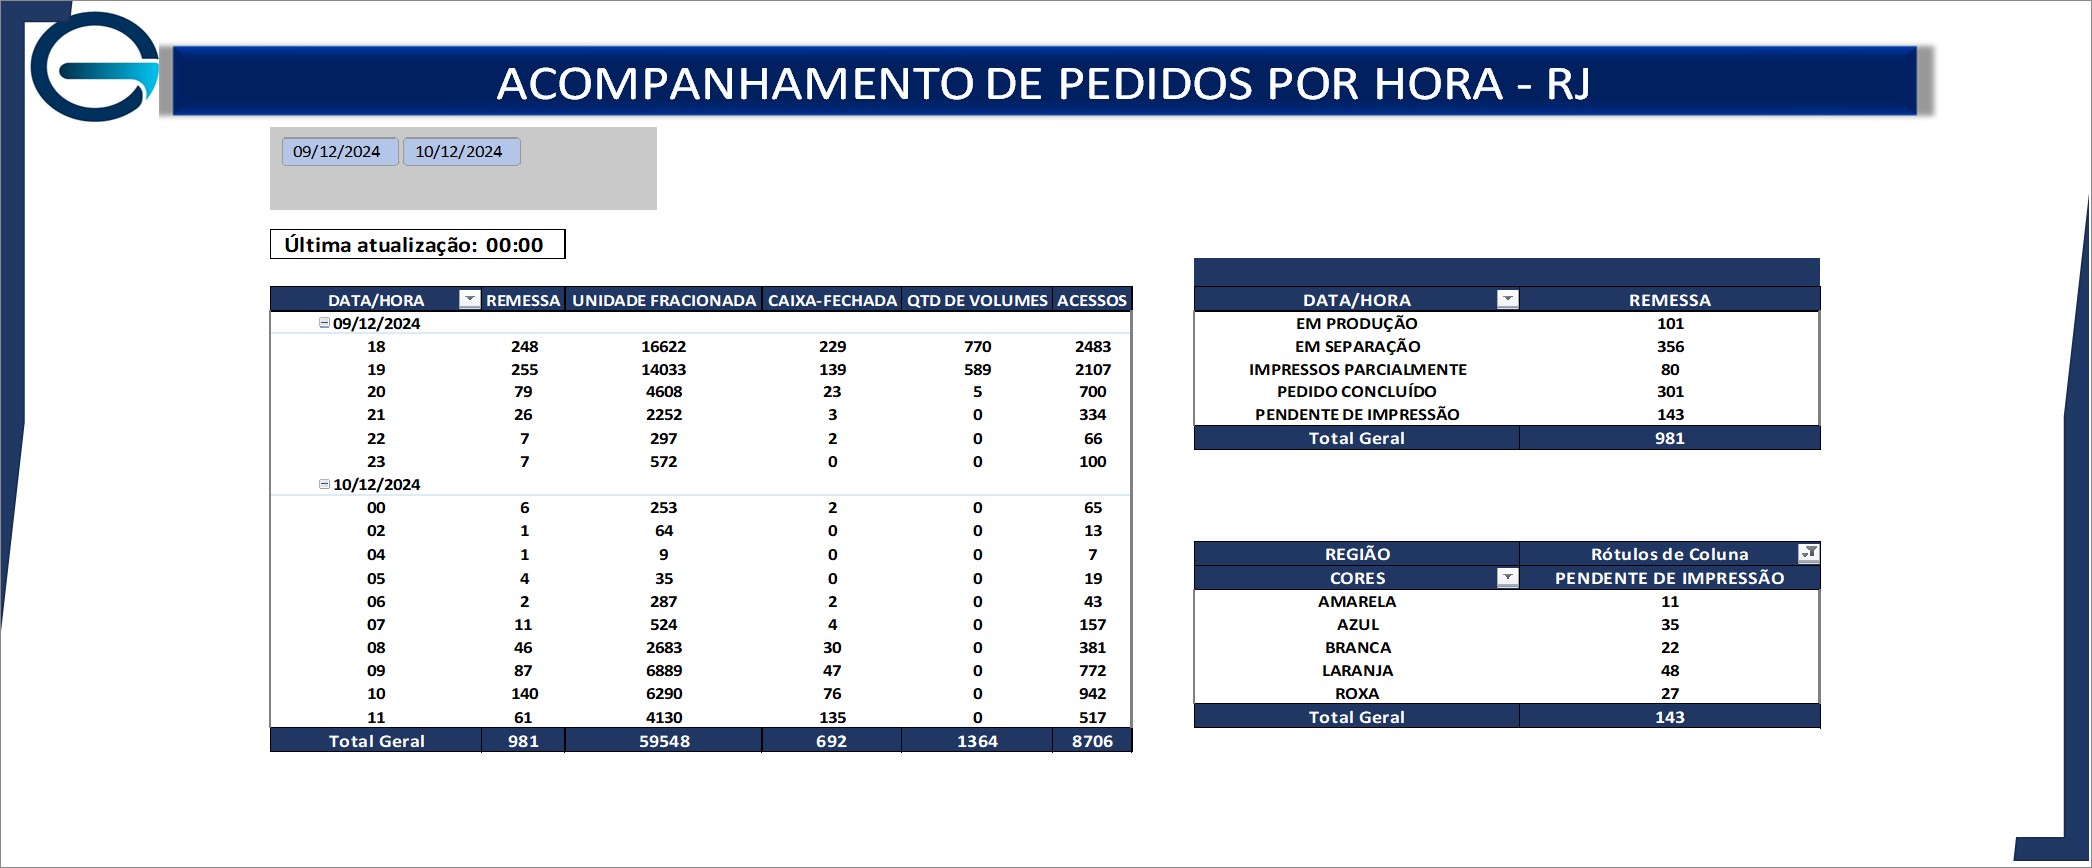 ACOMPANHAMENTO DE PEDIDOS POR HORA - RJ
09/12/2024 10/12/2024
Última atualização: 00:00
DATA/HORA REMESSA UNIDADE FRACIONADA CAIXA-FECHADA QTD DE VOLUMES ACESSOS
09/12/2024
18 248 16622 229 770 2483
19 255 14033 139 589 2107
20 79 4608 23 5 700
21 26 2252 3 0 334
22 7 297 2 0 66
23 7 572 0 0 100
10/12/2024
00 6 253 2 0 65
02 1 64 0 0 13
04 1 9 0 0 7
05 4 35 0 0 19
06 2 287 2 0 43
07 11 524 4 0 157
08 46 2683 30 0 381
09 87 6889 47 0 772
10 140 6290 76 0 942
11 61 4130 135 0 517
Total Geral 981 59548 692 1364 8706
DATA/HORA REMESSA
EM PRODUÇÃO 101
EM SEPARAÇÃO 356
IMPRESSOS PARCIALMENTE 80
PEDIDO CONCLUÍDO 301
PENDENTE DE IMPRESSÃO 143
Total Geral 981
REGIÃO Rótulos de Coluna
CORES PENDENTE DE IMPRESSÃO
AMARELA 11
AZUL 35
BRANCA 22
LARANJA 48
ROXA 27
Total Geral 143